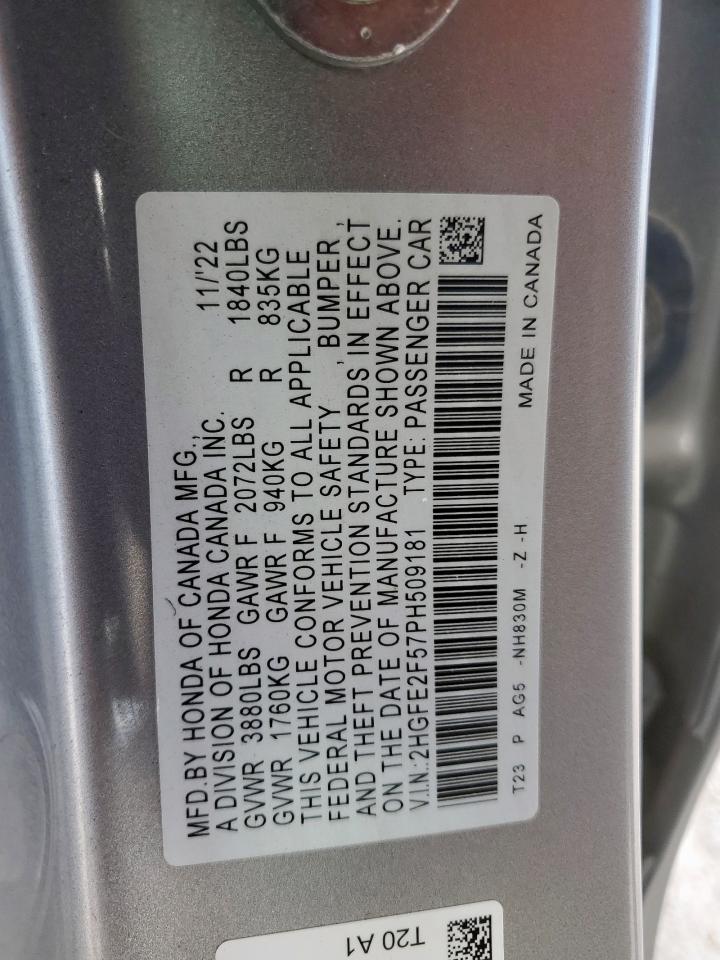 MFD.BY HONDA OF CANADA MFG., 11/'22
A DIVISION OF HONDA CANADA INC.
GVWR 3880LBS GAWR F 2072LBS R 1840LBS
GVWR 1760KG GAWR F 940KG R 835KG
THIS VEHICLE CONFORMS TO ALL APPLICABLE
FEDERAL MOTOR VEHICLE SAFETY , BUMPER ,
AND THEFT PREVENTION STANDARDS IN EFFECT
ON THE DATE OF MANUFACTURE SHOWN ABOVE.
V.I.N.:2HGFE2F57PH509181 TYPE: PASSENGER CAR
T23 P AG5 -NH830M -Z -H MADE IN CANADA
T20 A1